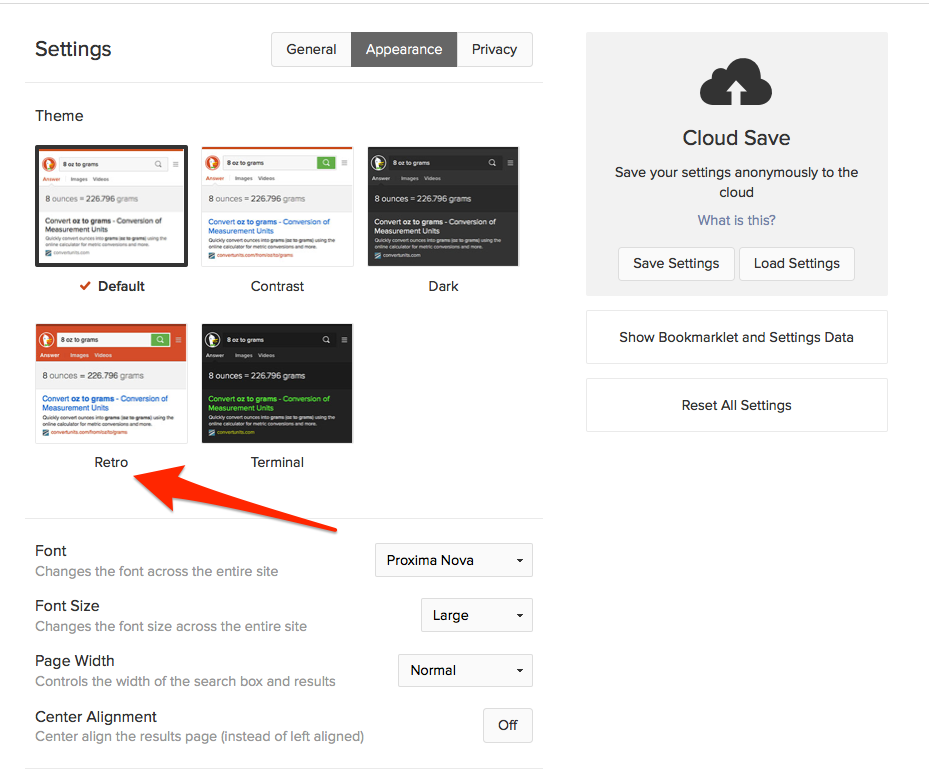 Settings
General
Appearance
Privacy
Theme
8 oz to grams
Answer Images Videos
8 ounces = 226.796 grams
Convert oz to grams - Conversion of
Measurement Units
Quickly convert ounces into grams (oz to grams) using the
online calculator for metric conversions and more.
convertunits.com
Default
8 oz to grams
Answer Images Videos
8 ounces = 226.796 grams
Convert oz to grams - Conversion of
Measurement Units
Quickly convert ounces into grams (oz to grams) using the
online calculator for metric conversions and more.
convertunits.com/from/oz/to/grams
Contrast
8 oz to grams
Answer Images Videos
8 ounces = 226.796 grams
Convert oz to grams - Conversion of
Measurement Units
Quickly convert ounces into grams (oz to grams) using the
online calculator for metric conversions and more.
convertunits.com
Dark
8 oz to grams
Answer Images Videos
8 ounces = 226.796 grams
Convert oz to grams - Conversion of
Measurement Units
Quickly convert ounces into grams (oz to grams) using the
online calculator for metric conversions and more.
convertunits.com/from/oz/to/grams
Retro
8 oz to grams
Answer Images Videos
8 ounces = 226.796 grams
Convert oz to grams - Conversion of
Measurement Units
Quickly convert ounces into grams (oz to grams) using the
online calculator for metric conversions and more.
convertunits.com
Terminal
Font
Changes the font across the entire site
Proxima Nova
Font Size
Changes the font size across the entire site
Large
Page Width
Controls the width of the search box and results
Normal
Center Alignment
Center align the results page (instead of left aligned)
Off
Cloud Save
Save your settings anonymously to the
cloud
What is this?
Save Settings
Load Settings
Show Bookmarklet and Settings Data
Reset All Settings